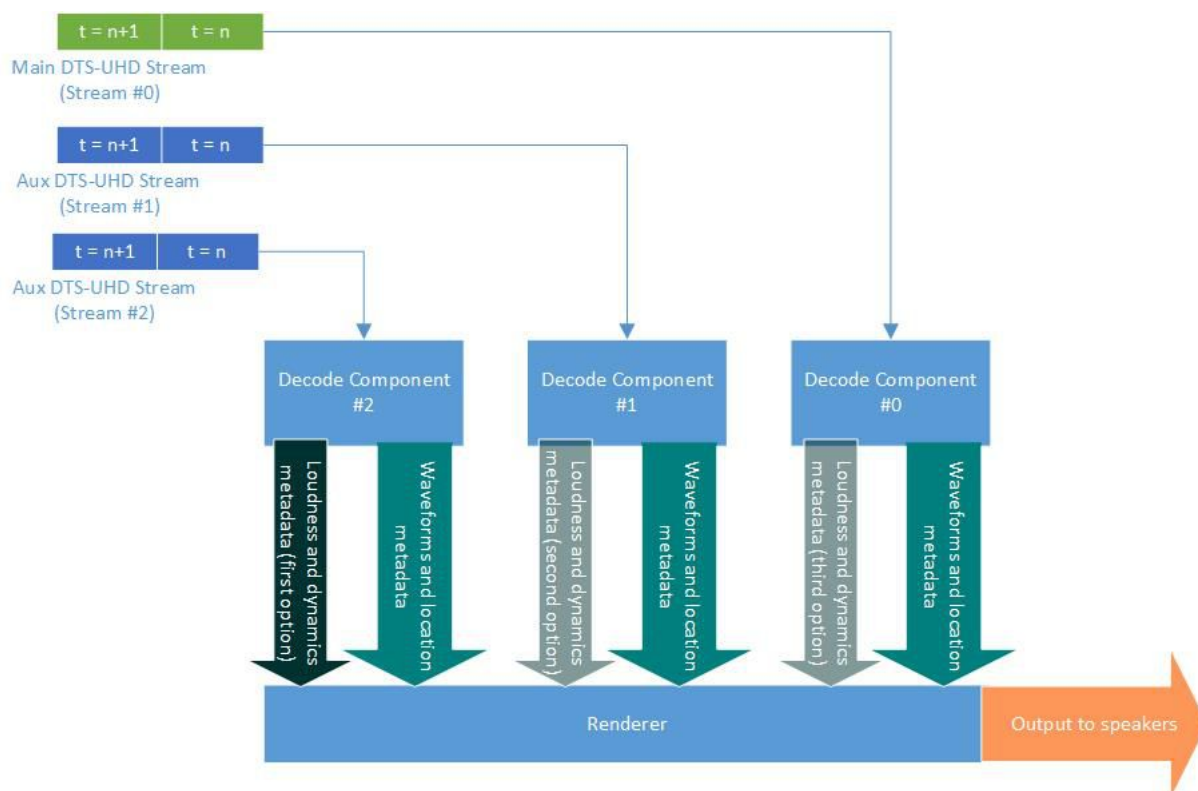 t = n+1 t = n
Main DTS-UHD Stream
(Stream #0)
t = n+1 t = n
Aux DTS-UHD Stream
(Stream #1)
t = n+1 t = n
Aux DTS-UHD Stream
(Stream #2)
Decode Component
#2
Decode Component
#1
Decode Component
#0
Loudness and dynamics
metadata (first option)
Waveforms and location
metadata
Loudness and dynamics
metadata (second option)
Waveforms and location
metadata
Loudness and dynamics
metadata (third option)
Waveforms and location
metadata
Renderer
Output to speakers